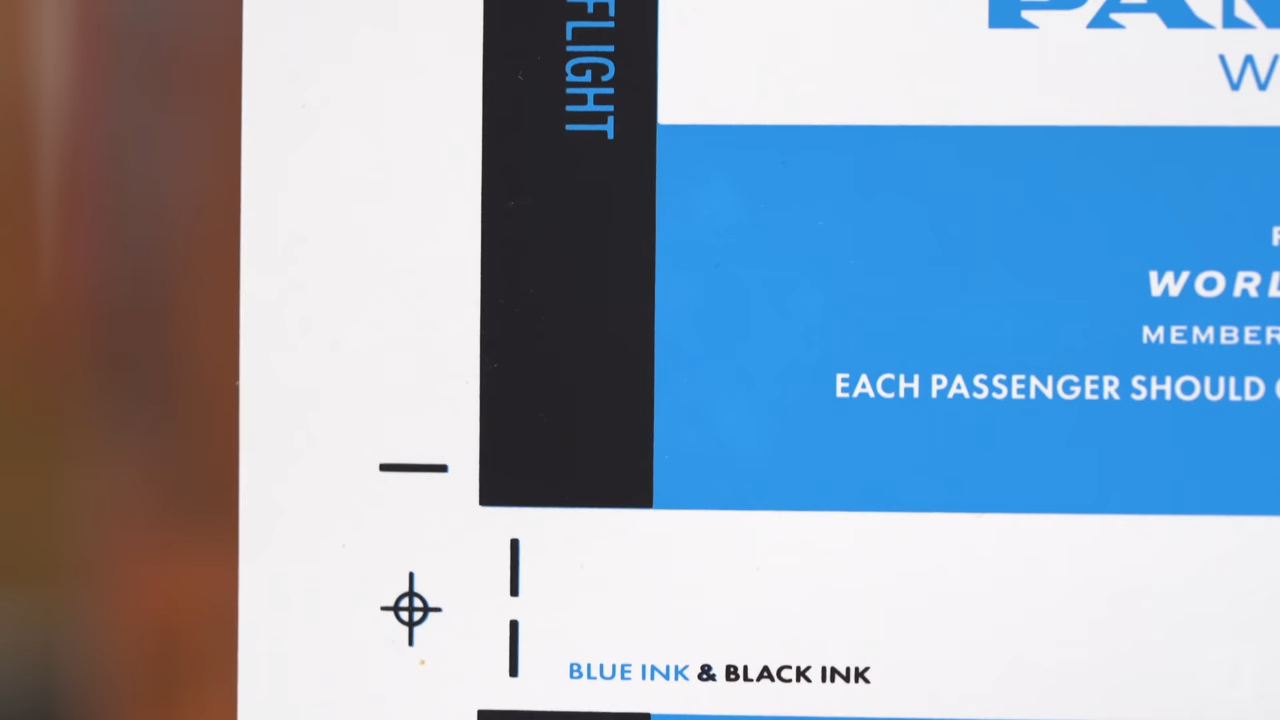 FLIGHT
W
WORL
MEMBER
EACH PASSENGER SHOULD
BLUE INK & BLACK INK